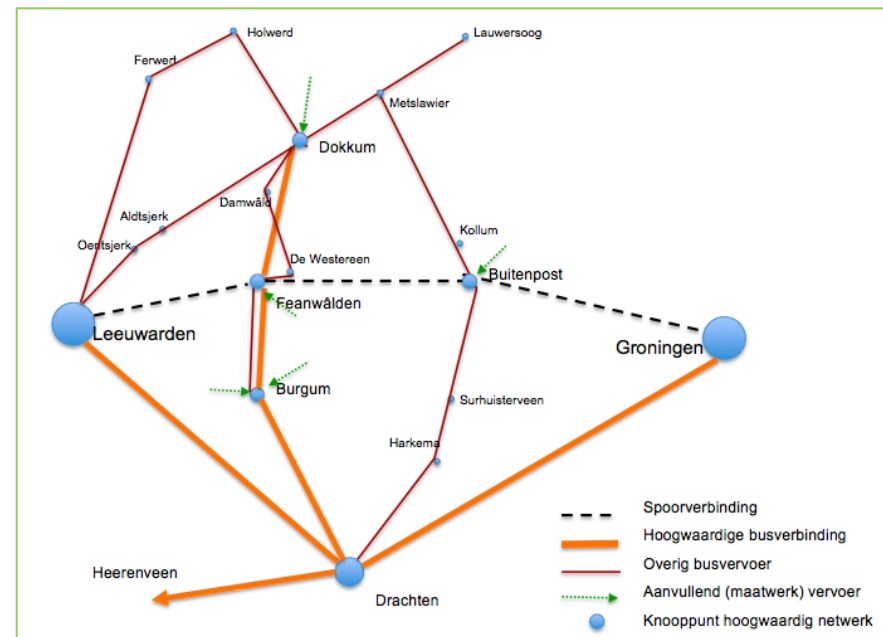 Holwerd
Lauwersoog
Ferwert
Metslawier
Dokkum
Damwâld
Aldtsjerk
Oentsjerk
Kollum
De Westereen
Buitenpost
Feanwâlden
Leeuwarden
Groningen
Burgum
Surhuisterveen
Harkema
Spoorverbinding
Hoogwaardige busverbinding
Overig busvervoer
Heerenveen
Aanvullend (maatwerk) vervoer
Drachten
Knooppunt hoogwaardig netwerk